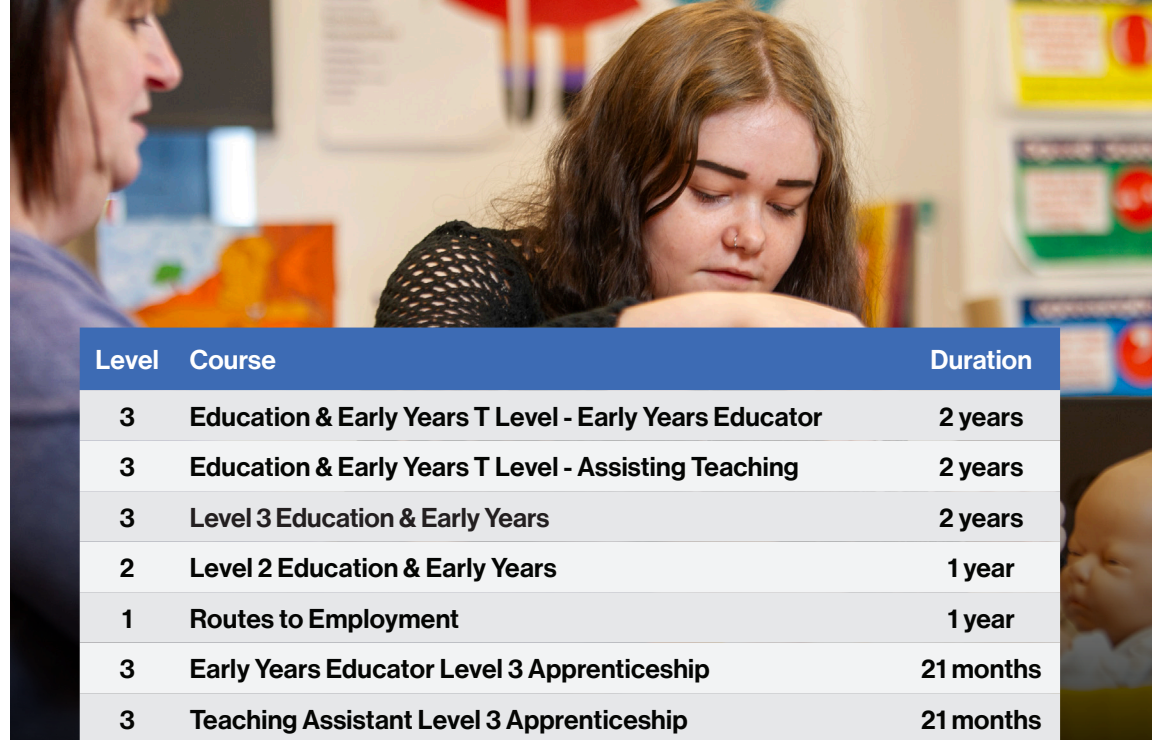 Level Course Duration
3 Education & Early Years T Level - Early Years Educator 2 years
3 Education & Early Years T Level - Assisting Teaching 2 years
3 Level 3 Education & Early Years 2 years
2 Level 2 Education & Early Years 1 year
1 Routes to Employment 1 year
3 Early Years Educator Level 3 Apprenticeship 21 months
3 Teaching Assistant Level 3 Apprenticeship 21 months